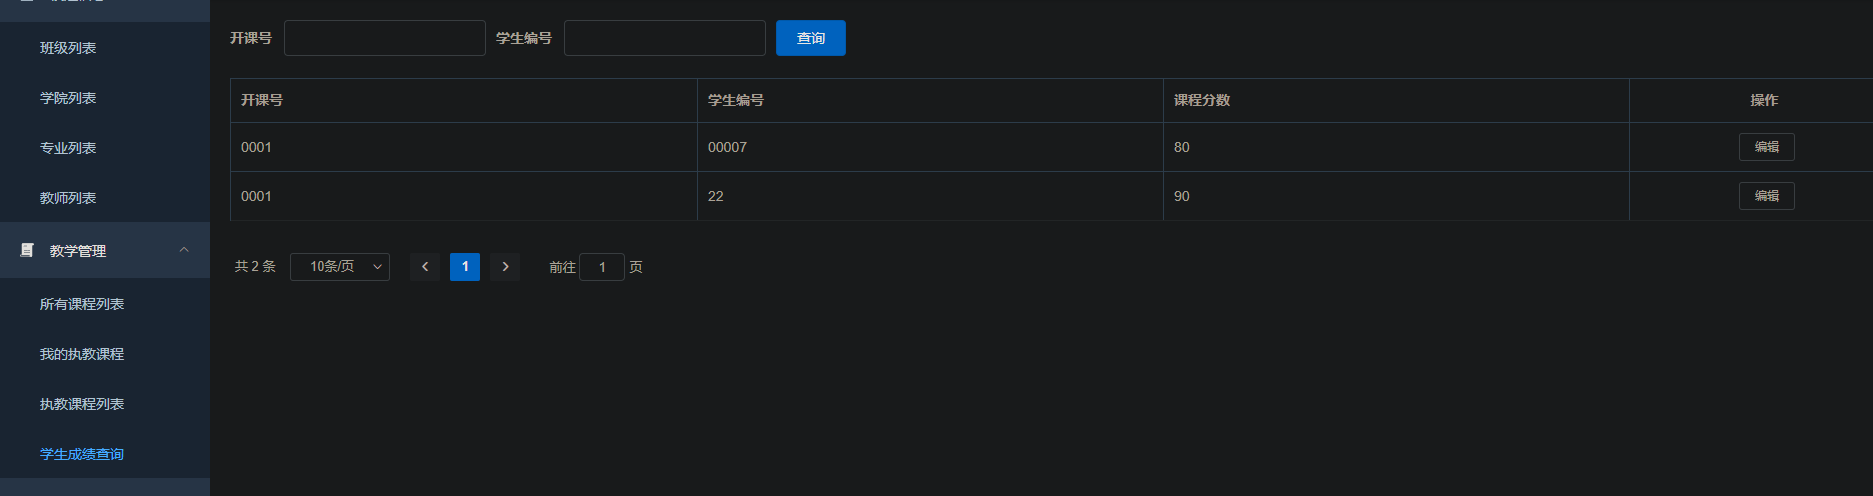 班级列表
学院列表
专业列表
教师列表
教学管理
所有课程列表
我的执教课程
执教课程列表
学生成绩查询
开课号 学生编号 查询
开课号 学生编号 课程分数 操作
0001 00007 80 编辑
0001 22 90 编辑
共 2 条 10条/页 1 前往 1 页